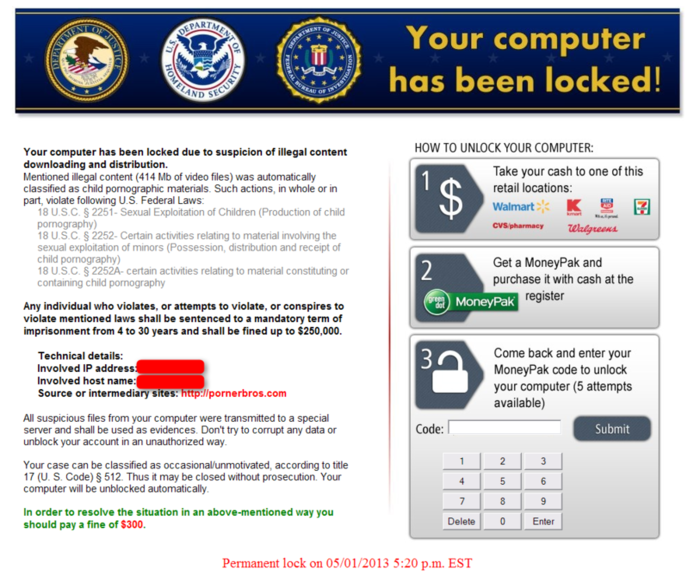 DEPARTMENT OF JUSTICE
U.S. DEPARTMENT OF HOMELAND SECURITY
DEPARTMENT OF JUSTICE
FEDERAL BUREAU OF INVESTIGATION
Your computer
has been locked!
Your computer has been locked due to suspicion of illegal content
downloading and distribution.
Mentioned illegal content (414 Mb of video files) was automatically
classified as child pornographic materials. Such actions, in whole or in
part, violate following U.S. Federal Laws:
18 U.S.C. § 2251- Sexual Exploitation of Children (Production of child
pornography)
18 U.S.C. § 2252- Certain activities relating to material involving the
sexual exploitation of minors (Possession, distribution and receipt of
child pornography)
18 U.S.C. § 2252A- certain activities relating to material constituting or
containing child pornography
Any individual who violates, or attempts to violate, or conspires to
violate mentioned laws shall be sentenced to a mandatory term of
imprisonment from 4 to 30 years and shall be fined up to $250,000.
Technical details:
Involved IP address:
Involved host name:
Source or intermediary sites: http://pornerbros.com
All suspicious files from your computer were transmitted to a special
server and shall be used as evidences. Don't try to corrupt any data or
unblock your account in an unauthorized way.
Your case can be classified as occasional/unmotivated, according to title
17 (U. S. Code) § 512. Thus it may be closed without prosecution. Your
computer will be unblocked automatically.
In order to resolve the situation in an above-mentioned way you
should pay a fine of $300.
HOW TO UNLOCK YOUR COMPUTER:
1 $
Take your cash to one of this
retail locations:
Walmart
K
7
CVS/pharmacy
Walgreens
2
Get a MoneyPak and
purchase it with cash at the
register
green dot MoneyPak
3
Come back and enter your
MoneyPak code to unlock
your computer (5 attempts
available)
Code:
Submit
1 2 3
4 5 6
7 8 9
Delete 0 Enter
Permanent lock on 05/01/2013 5:20 p.m. EST